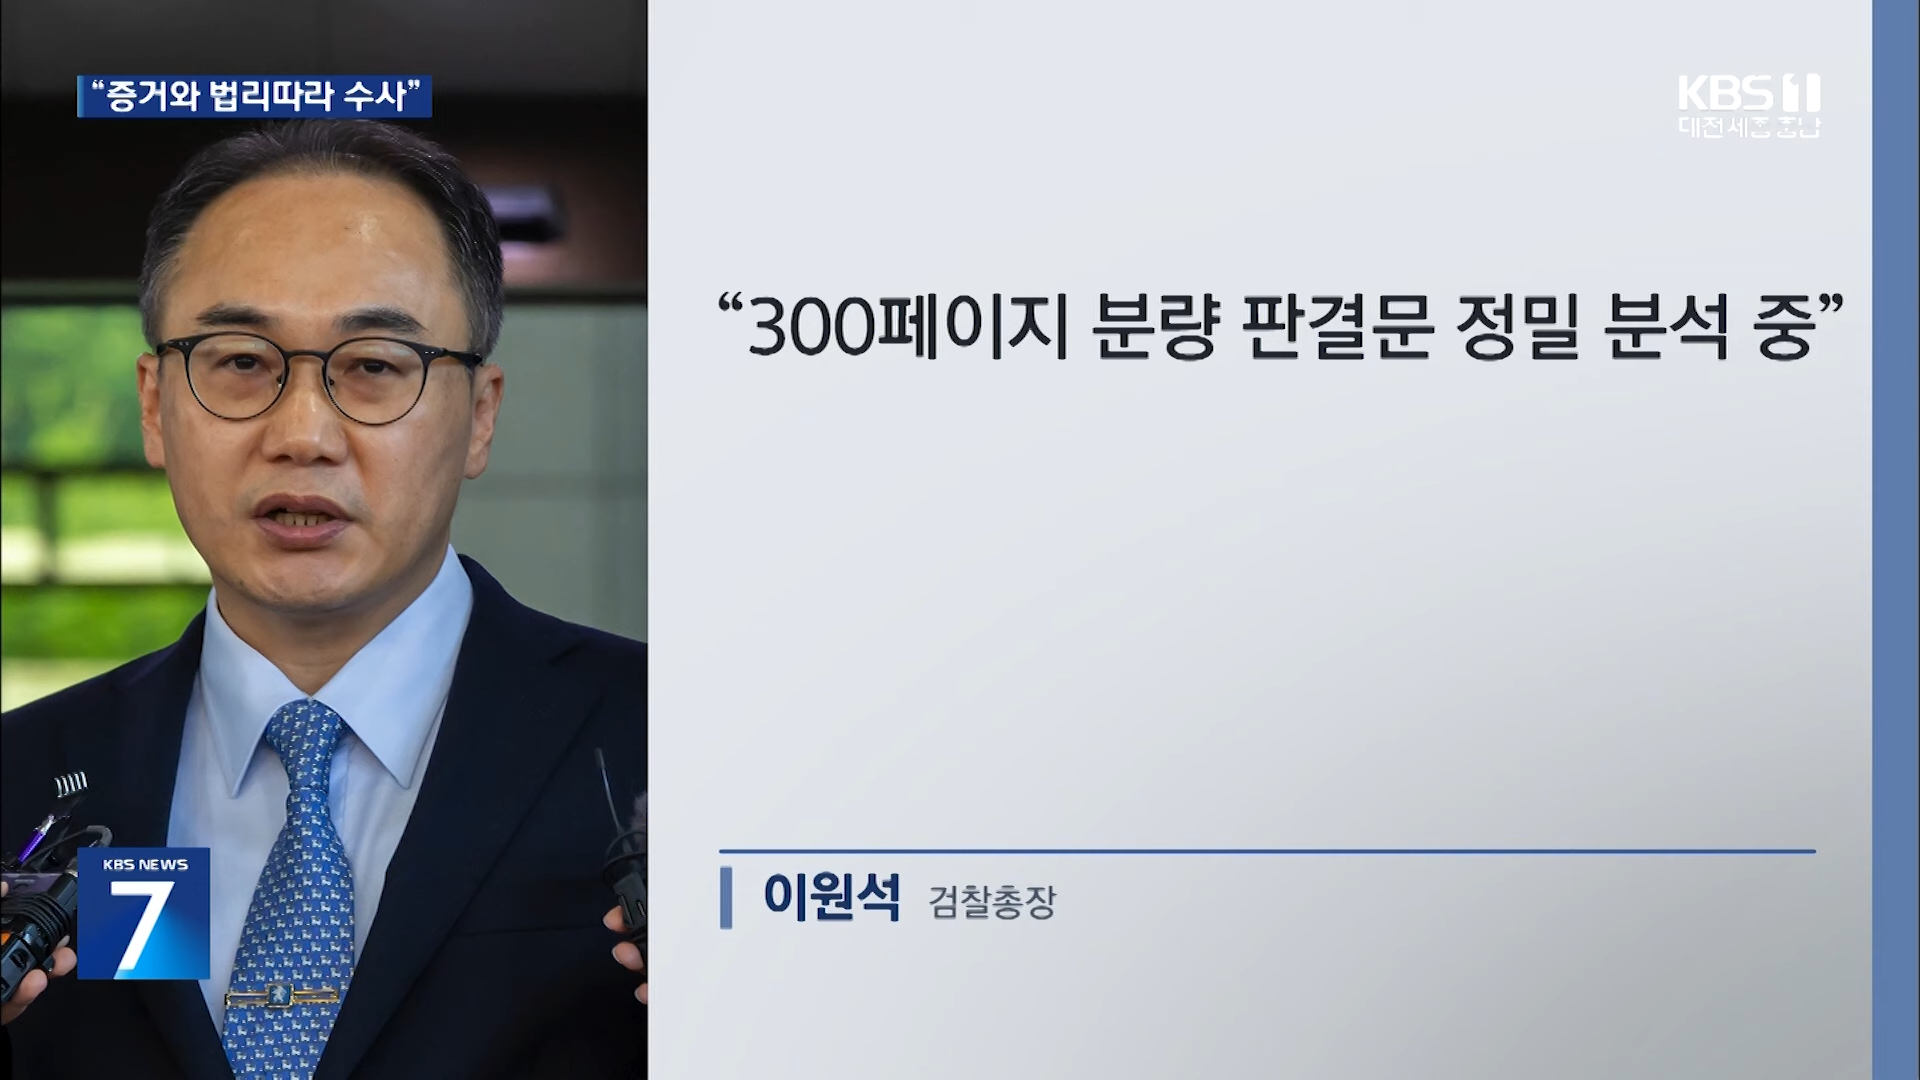 “증거와 법리따라 수사”
KBS 1
대전 세종 충남
“300페이지 분량 판결문 정밀 분석 중”
이원석 검찰총장
KBS NEWS
7